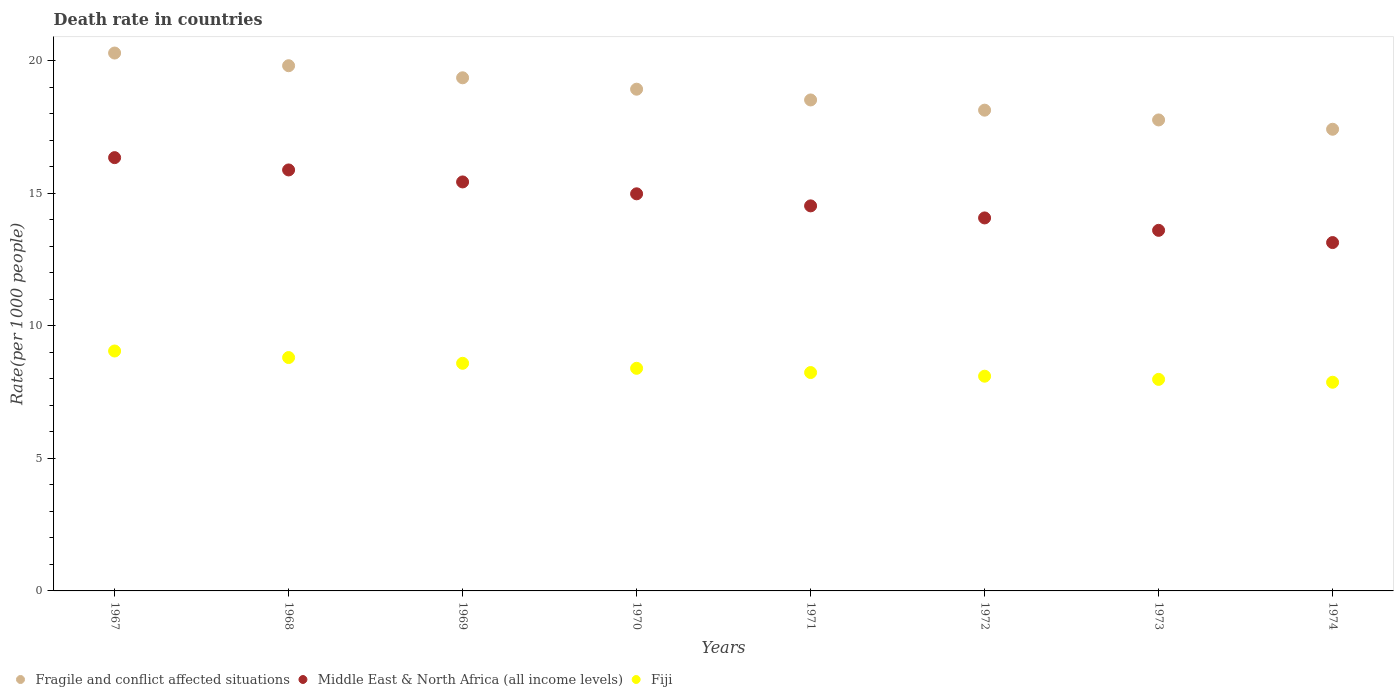 Death rate in countries
Rate(per 1000 people)
20
15
10
5
0
1967
1968
1969
1970
1971
1972
1973
1974
Years
Fragile and conflict affected situations
Middle East & North Africa (all income levels)
Fiji